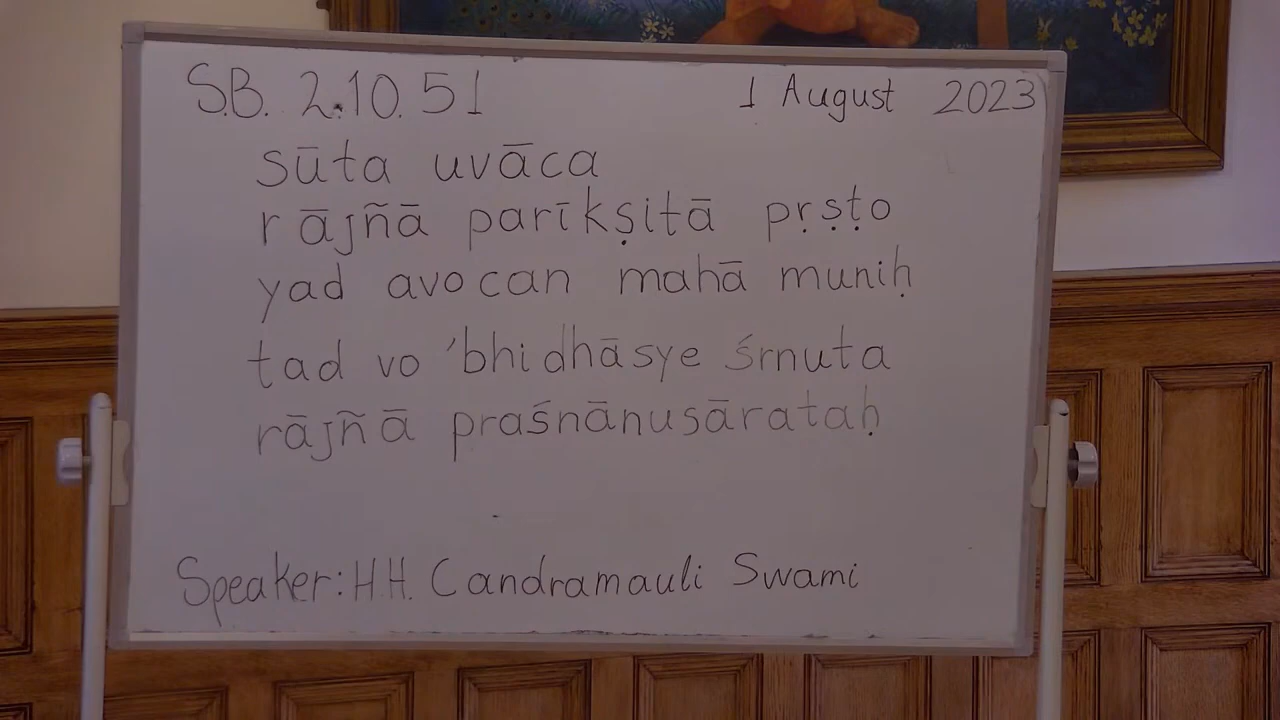 S.B. 2.10.51 1 August 2023
sūta uvāca
rājñā parīkṣitā pṛṣṭo
yad avocan mahā muniḥ
tad vo 'bhidhāsye śrnuta
rājñā praśnānusārataḥ
Speaker: H.H. Candramauli Swami